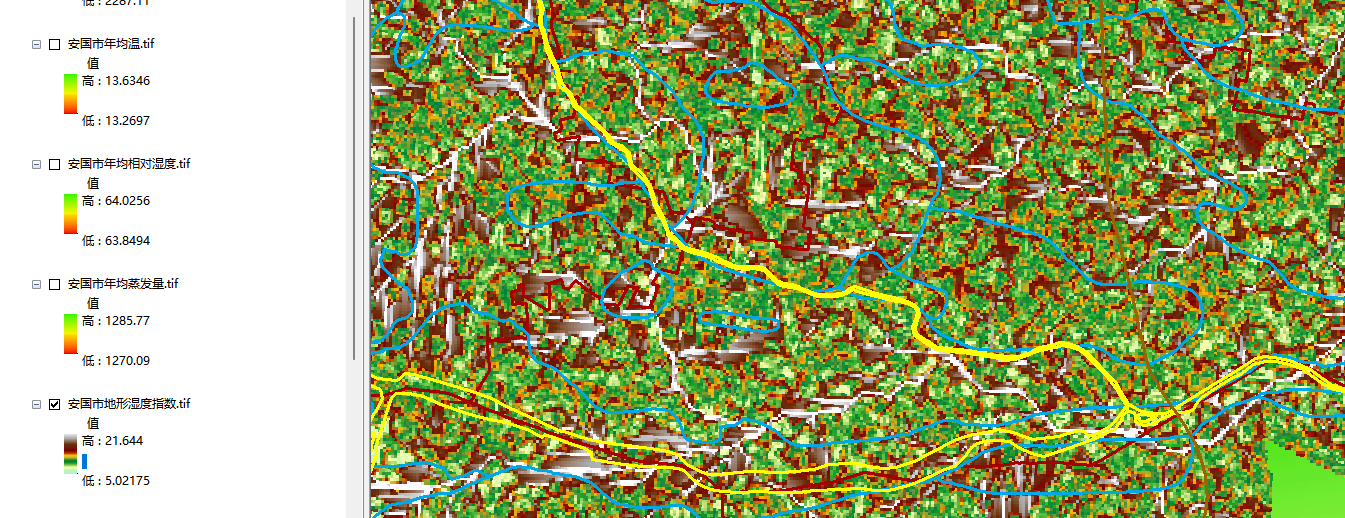 低 : 2287.11
安国市年均温.tif
值
高 : 13.6346
低 : 13.2697
安国市年均相对湿度.tif
值
高 : 64.0256
低 : 63.8494
安国市年均蒸发量.tif
值
高 : 1285.77
低 : 1270.09
安国市地形湿度指数.tif
值
高 : 21.644
低 : 5.02175